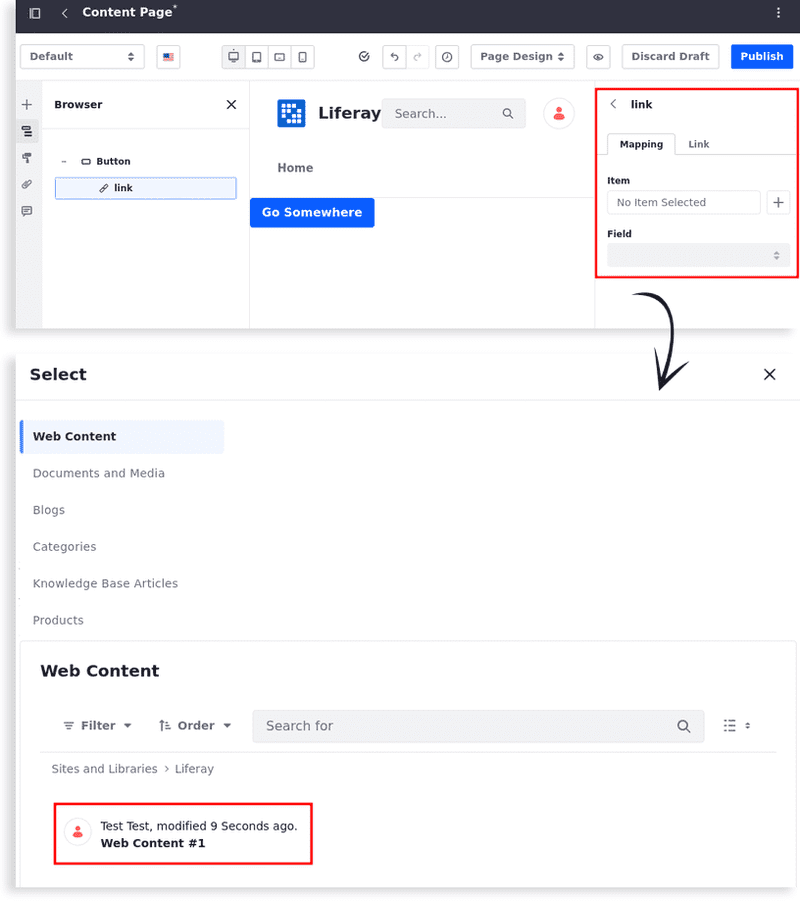 Content Page*
Default
Page Design
Discard Draft
Publish
Browser
Button
link
Liferay
Search...
Home
Go Somewhere
link
Mapping
Link
Item
No Item Selected
Field
Select
Web Content
Documents and Media
Blogs
Categories
Knowledge Base Articles
Products
Web Content
Filter
Order
Search for
Sites and Libraries > Liferay
Test Test, modified 9 Seconds ago.
Web Content #1